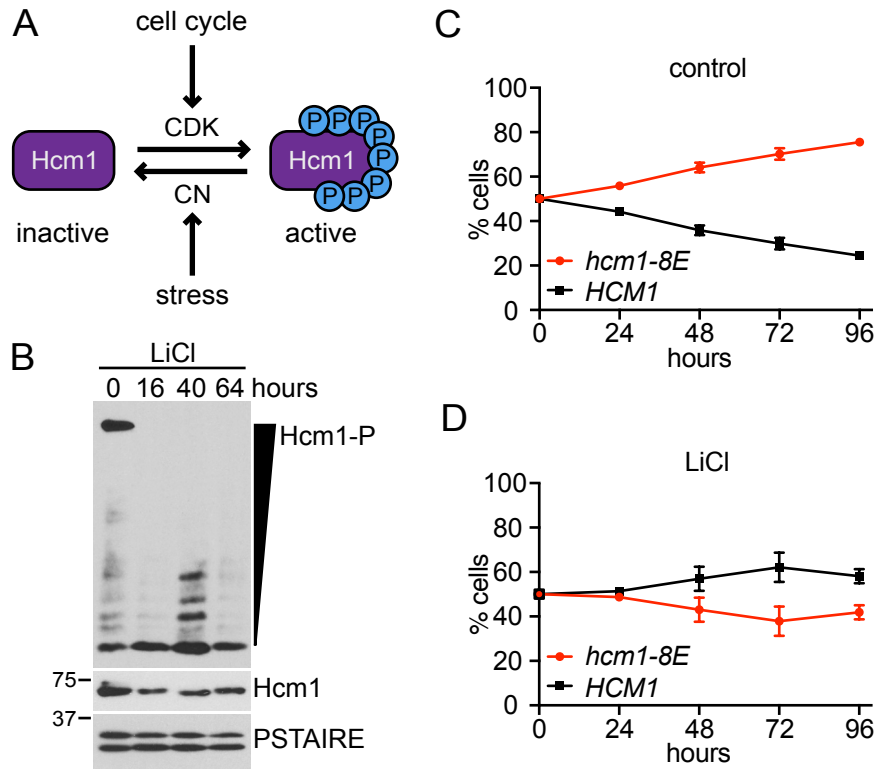 A
cell cycle
CDK
Hcm1
Hcm1
P P P P P P P P
CN
inactive
active
stress
B
LiCl
0 16 40 64 hours
Hcm1-P
75
Hcm1
37
PSTAIRE
C
control
100
80
60
40
20
0
% cells
hcm1-8E
HCM1
0 24 48 72 96
hours
D
LiCl
100
80
60
40
20
0
% cells
hcm1-8E
HCM1
0 24 48 72 96
hours